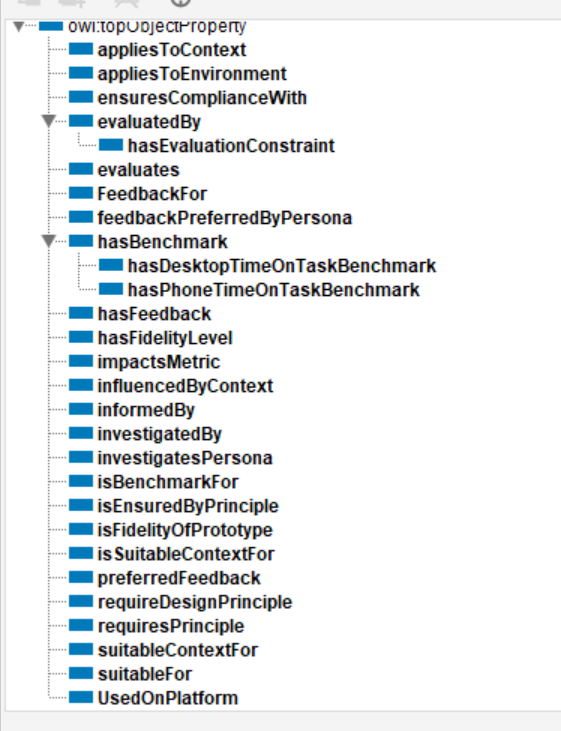 owl:topObjectProperty
appliesToContext
appliesToEnvironment
ensuresComplianceWith
evaluatedBy
hasEvaluationConstraint
evaluates
FeedbackFor
feedbackPreferredByPersona
hasBenchmark
hasDesktopTimeOnTaskBenchmark
hasPhoneTimeOnTaskBenchmark
hasFeedback
hasFidelityLevel
impactsMetric
influencedByContext
informedBy
investigatedBy
investigatesPersona
isBenchmarkFor
isEnsuredByPrinciple
isFidelityOfPrototype
isSuitableContextFor
preferredFeedback
requireDesignPrinciple
requiresPrinciple
suitableContextFor
suitableFor
UsedOnPlatform